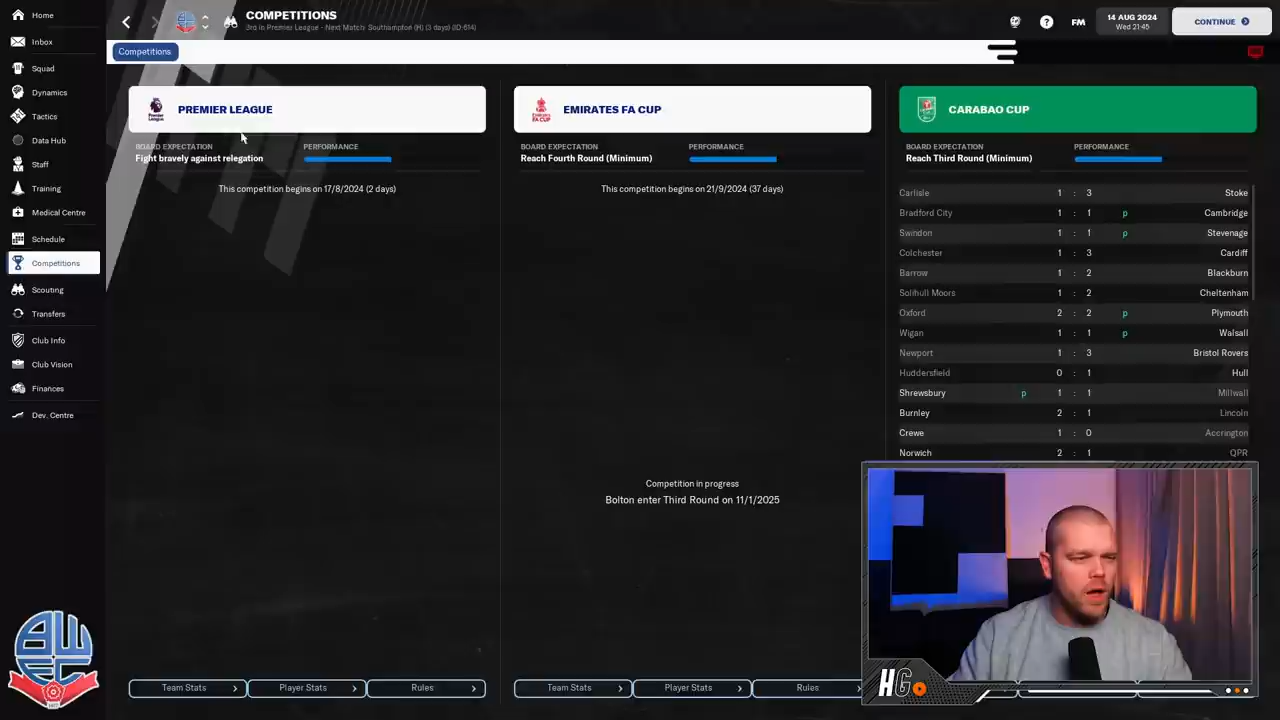 Home
Inbox
Squad
Dynamics
Tactics
Data Hub
Staff
Training
Medical Centre
Schedule
Competitions
Scouting
Transfers
Club Info
Club Vision
Finances
Dev. Centre
COMPETITIONS
3rd in Premier League - Next Match: Southampton (H) (3 days) (ID:614)
?
FM
14 AUG 2024
Wed 21:45
CONTINUE
Competitions
PREMIER LEAGUE
BOARD EXPECTATION PERFORMANCE
Fight bravely against relegation
This competition begins on 17/8/2024 (2 days)
Team Stats
Player Stats
Rules
EMIRATES FA CUP
BOARD EXPECTATION PERFORMANCE
Reach Fourth Round (Minimum)
This competition begins on 21/9/2024 (37 days)
Competition in progress
Bolton enter Third Round on 11/1/2025
Team Stats
Player Stats
Rules
CARABAO CUP
BOARD EXPECTATION PERFORMANCE
Reach Third Round (Minimum)
Carlisle 1 : 3 Stoke
Bradford City 1 : 1 p Cambridge
Swindon 1 : 1 p Stevenage
Colchester 1 : 3 Cardiff
Barrow 1 : 2 Blackburn
Solihull Moors 1 : 2 Cheltenham
Oxford 2 : 2 p Plymouth
Wigan 1 : 1 p Walsall
Newport 1 : 3 Bristol Rovers
Huddersfield 0 : 1 Hull
Shrewsbury p 1 : 1 Millwall
Burnley 2 : 1 Lincoln
Crewe 1 : 0 Accrington
Norwich 2 : 1 QPR
HG